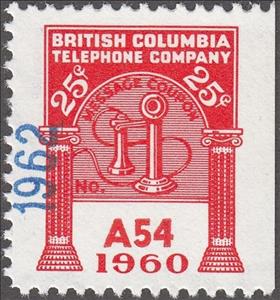 BRITISH COLUMBIA
TELEPHONE COMPANY
25¢ 25¢
MESSAGE COUPON
No.
A54
1960
1962